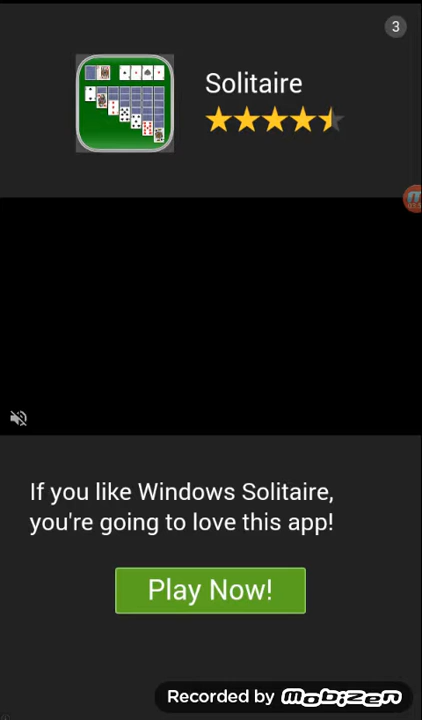 3
Solitaire
If you like Windows Solitaire,
you're going to love this app!
Play Now!
Recorded by mobizen